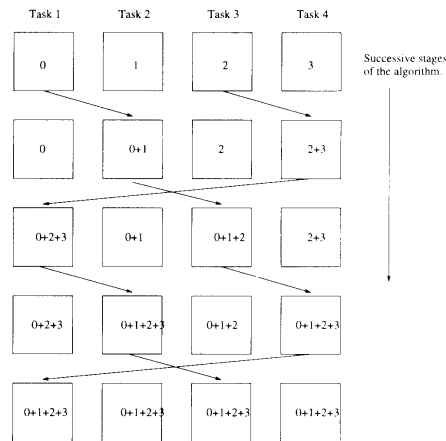 Task 1 Task 2 Task 3 Task 4
0 1 2 3
Successive stages
of the algorithm.
0 0+1 2 2+3
0+2+3 0+1 0+1+2 2+3
0+2+3 0+1+2+3 0+1+2 0+1+2+3
0+1+2+3 0+1+2+3 0+1+2+3 0+1+2+3